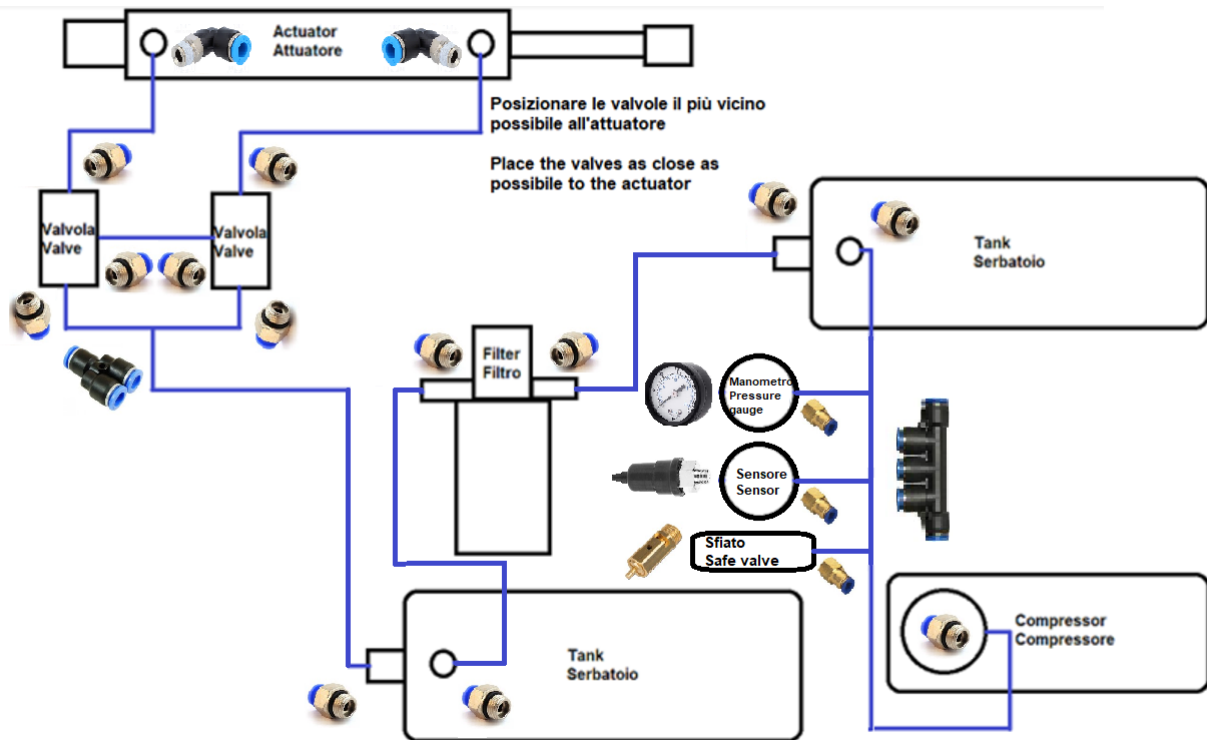 Actuator
Attuatore
Posizionare le valvole il più vicino
possibile all'attuatore
Place the valves as close as
possibile to the actuator
Valvola
Valve
Valvola
Valve
Tank
Serbatoio
Filter
Filtro
Manometro
Pressure
gauge
Sensore
Sensor
Sfiato
Safe valve
Compressor
Compressore
Tank
Serbatoio